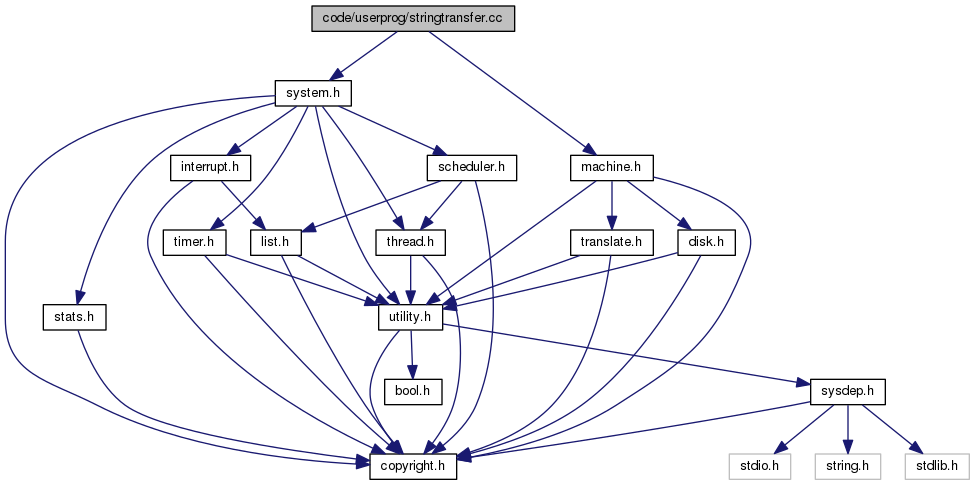 code/userprog/stringtransfer.cc
system.h
interrupt.h
scheduler.h
machine.h
timer.h
list.h
thread.h
translate.h
disk.h
stats.h
utility.h
bool.h
sysdep.h
copyright.h
stdio.h
string.h
stdlib.h